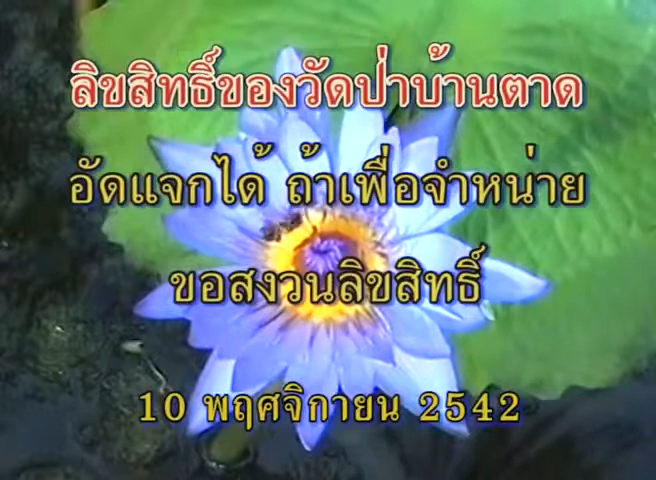 ลิขสิทธิ์ของวัดป่าบ้านตาด
อัดแจกได้ ถ้าเพื่อจำหน่าย
ขอสงวนลิขสิทธิ์
10 พฤศจิกายน 2542